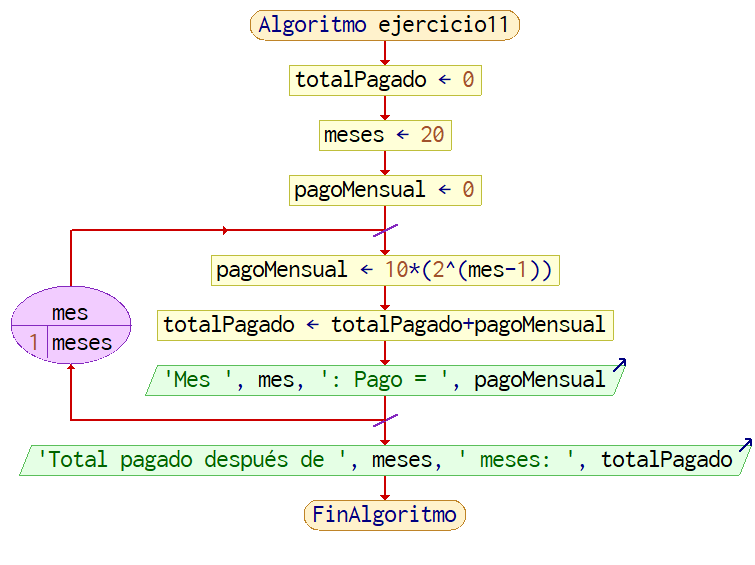 Algoritmo ejercicio11
totalPagado ← 0
meses ← 20
pagoMensual ← 0
pagoMensual ← 10*(2^(mes-1))
mes
1 meses
totalPagado ← totalPagado+pagoMensual
'Mes ', mes, ': Pago = ', pagoMensual
'Total pagado después de ', meses, ' meses: ', totalPagado
FinAlgoritmo